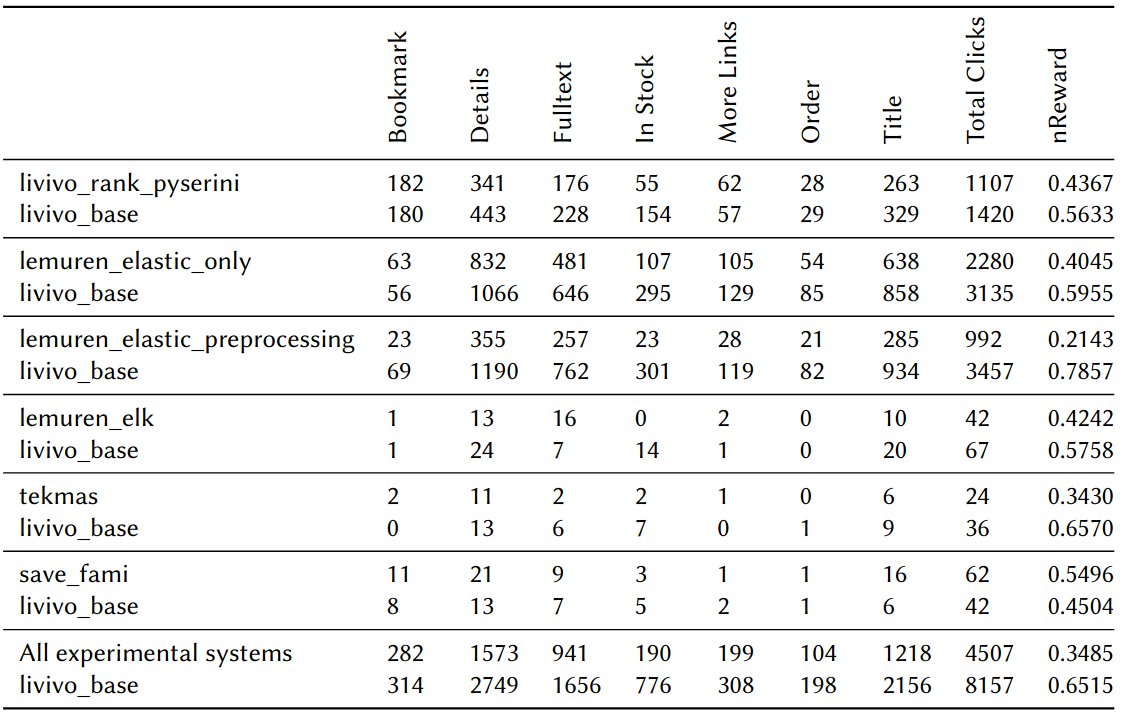 Bookmark Details Fulltext In Stock More Links Order Title Total Clicks nReward
livivo_rank_pyserini 182 341 176 55 62 28 263 1107 0.4367
livivo_base 180 443 228 154 57 29 329 1420 0.5633
lemuren_elastic_only 63 832 481 107 105 54 638 2280 0.4045
livivo_base 56 1066 646 295 129 85 858 3135 0.5955
lemuren_elastic_preprocessing 23 355 257 23 28 21 285 992 0.2143
livivo_base 69 1190 762 301 119 82 934 3457 0.7857
lemuren_elk 1 13 16 0 2 0 10 42 0.4242
livivo_base 1 24 7 14 1 0 20 67 0.5758
tekmas 2 11 2 2 1 0 6 24 0.3430
livivo_base 0 13 6 7 0 1 9 36 0.6570
save_fami 11 21 9 3 1 1 16 62 0.5496
livivo_base 8 13 7 5 2 1 6 42 0.4504
All experimental systems 282 1573 941 190 199 104 1218 4507 0.3485
livivo_base 314 2749 1656 776 308 198 2156 8157 0.6515